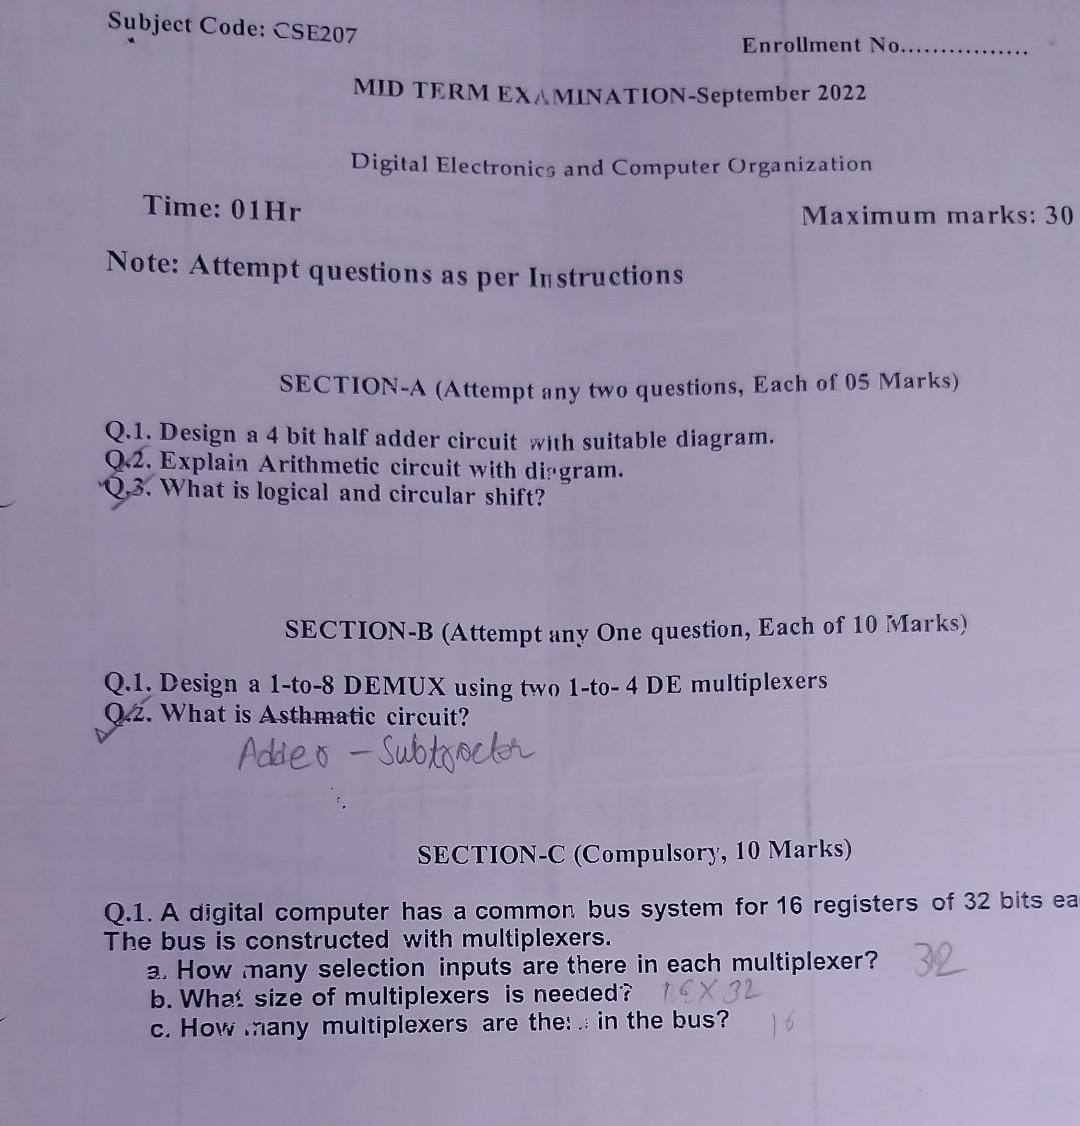 Subject Code: CSE207
Enrollment No................
MID TERM EXAMINATION-September 2022
Digital Electronics and Computer Organization
Time: 01Hr
Maximum marks: 30
Note: Attempt questions as per Instructions
SECTION-A (Attempt any two questions, Each of 05 Marks)
Q.1. Design a 4 bit half adder circuit with suitable diagram.
Q.2. Explain Arithmetic circuit with diagram.
Q.3. What is logical and circular shift?
SECTION-B (Attempt any One question, Each of 10 Marks)
Q.1. Design a 1-to-8 DEMUX using two 1-to- 4 DE multiplexers
Q.2. What is Asthmatic circuit?
Adder - Subtractor
SECTION-C (Compulsory, 10 Marks)
Q.1. A digital computer has a common bus system for 16 registers of 32 bits ea
The bus is constructed with multiplexers.
a. How many selection inputs are there in each multiplexer? 32
b. What size of multiplexers is needed? 16 X 32
c. How many multiplexers are the in the bus? 16